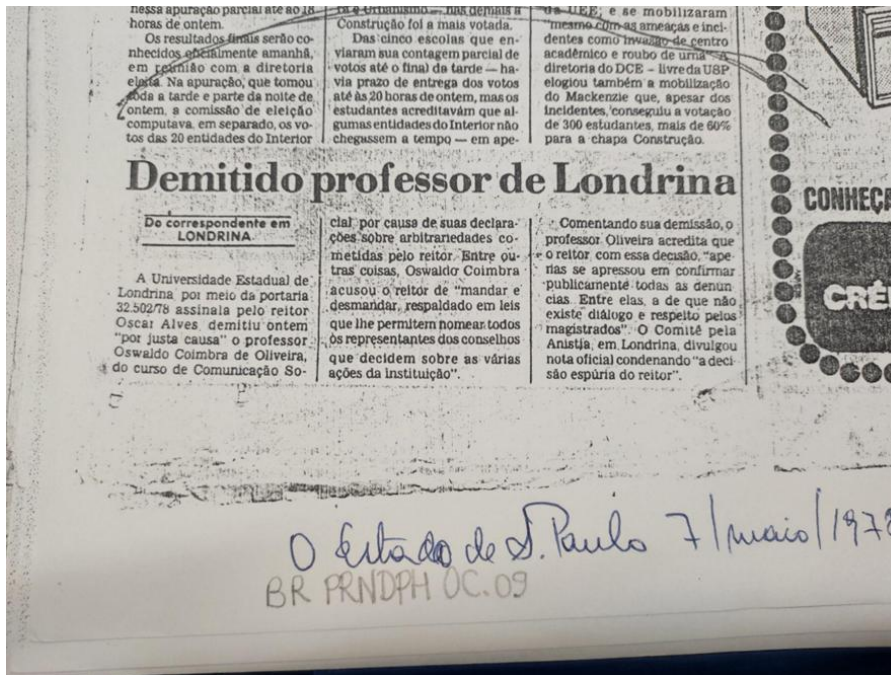 nessa apuração parcial até ao 18
horas de ontem.
Os resultados finais serão co-
nhecidos oficialmente amanhã,
em reunião com a diretoria
eleita. Na apuração, que tomou
toda a tarde e parte da noite de
ontem, a comissão de eleição
computava, em separado, os vo-
tos das 20 entidades do Interior
ra e Urbanismo — nas demais a
Construção foi a mais votada.
Das cinco escolas que en-
viaram sua contagem parcial de
votos até o final da tarde — ha-
via prazo de entrega dos votos
até às 20 horas de ontem, mas os
estudantes acreditavam que al-
gumas entidades do Interior não
chegassem a tempo — em ape-
da UEE; e se mobilizaram
"mesmo com as ameaças e inci-
dentes como invasão de centro
acadêmico e roubo de urna". A
diretoria do DCE – livre da USP
elogiou também a mobilização
do Mackenzie que, apesar dos
incidentes, conseguiu a votação
de 300 estudantes, mais de 60%
para a chapa Construção.
Demitido professor de Londrina
Do correspondente em
LONDRINA
A Universidade Estadual de
Londrina, por meio da portaria
32.502/78 assinala pelo reitor
Oscar Alves, demitiu ontem
"por justa causa" o professor
Oswaldo Coimbra de Oliveira,
do curso de Comunicação So-
cial, por causa de suas declara-
ções sobre arbitrariedades co-
metidas pelo reitor. Entre ou-
tras coisas, Oswaldo Coimbra
acusou o reitor de "mandar e
desmandar, respaldado em leis
que lhe permitem nomear todos
os representantes dos conselhos
que decidem sobre as várias
ações da instituição".
Comentando sua demissão, o
professor Oliveira acredita que
o reitor, com essa decisão, "ape
nas se apressou em confirmar
publicamente todas as denún
cias. Entre elas, a de que não
existe diálogo e respeito pelos
magistrados". O Comitê pela
Anistia, em Londrina, divulgou
nota oficial condenando "a deci
são espúria do reitor".
CONHEÇA
CRÉ
O Estado de S. Paulo 7/maio/1978
BR PRNDPH OC.09